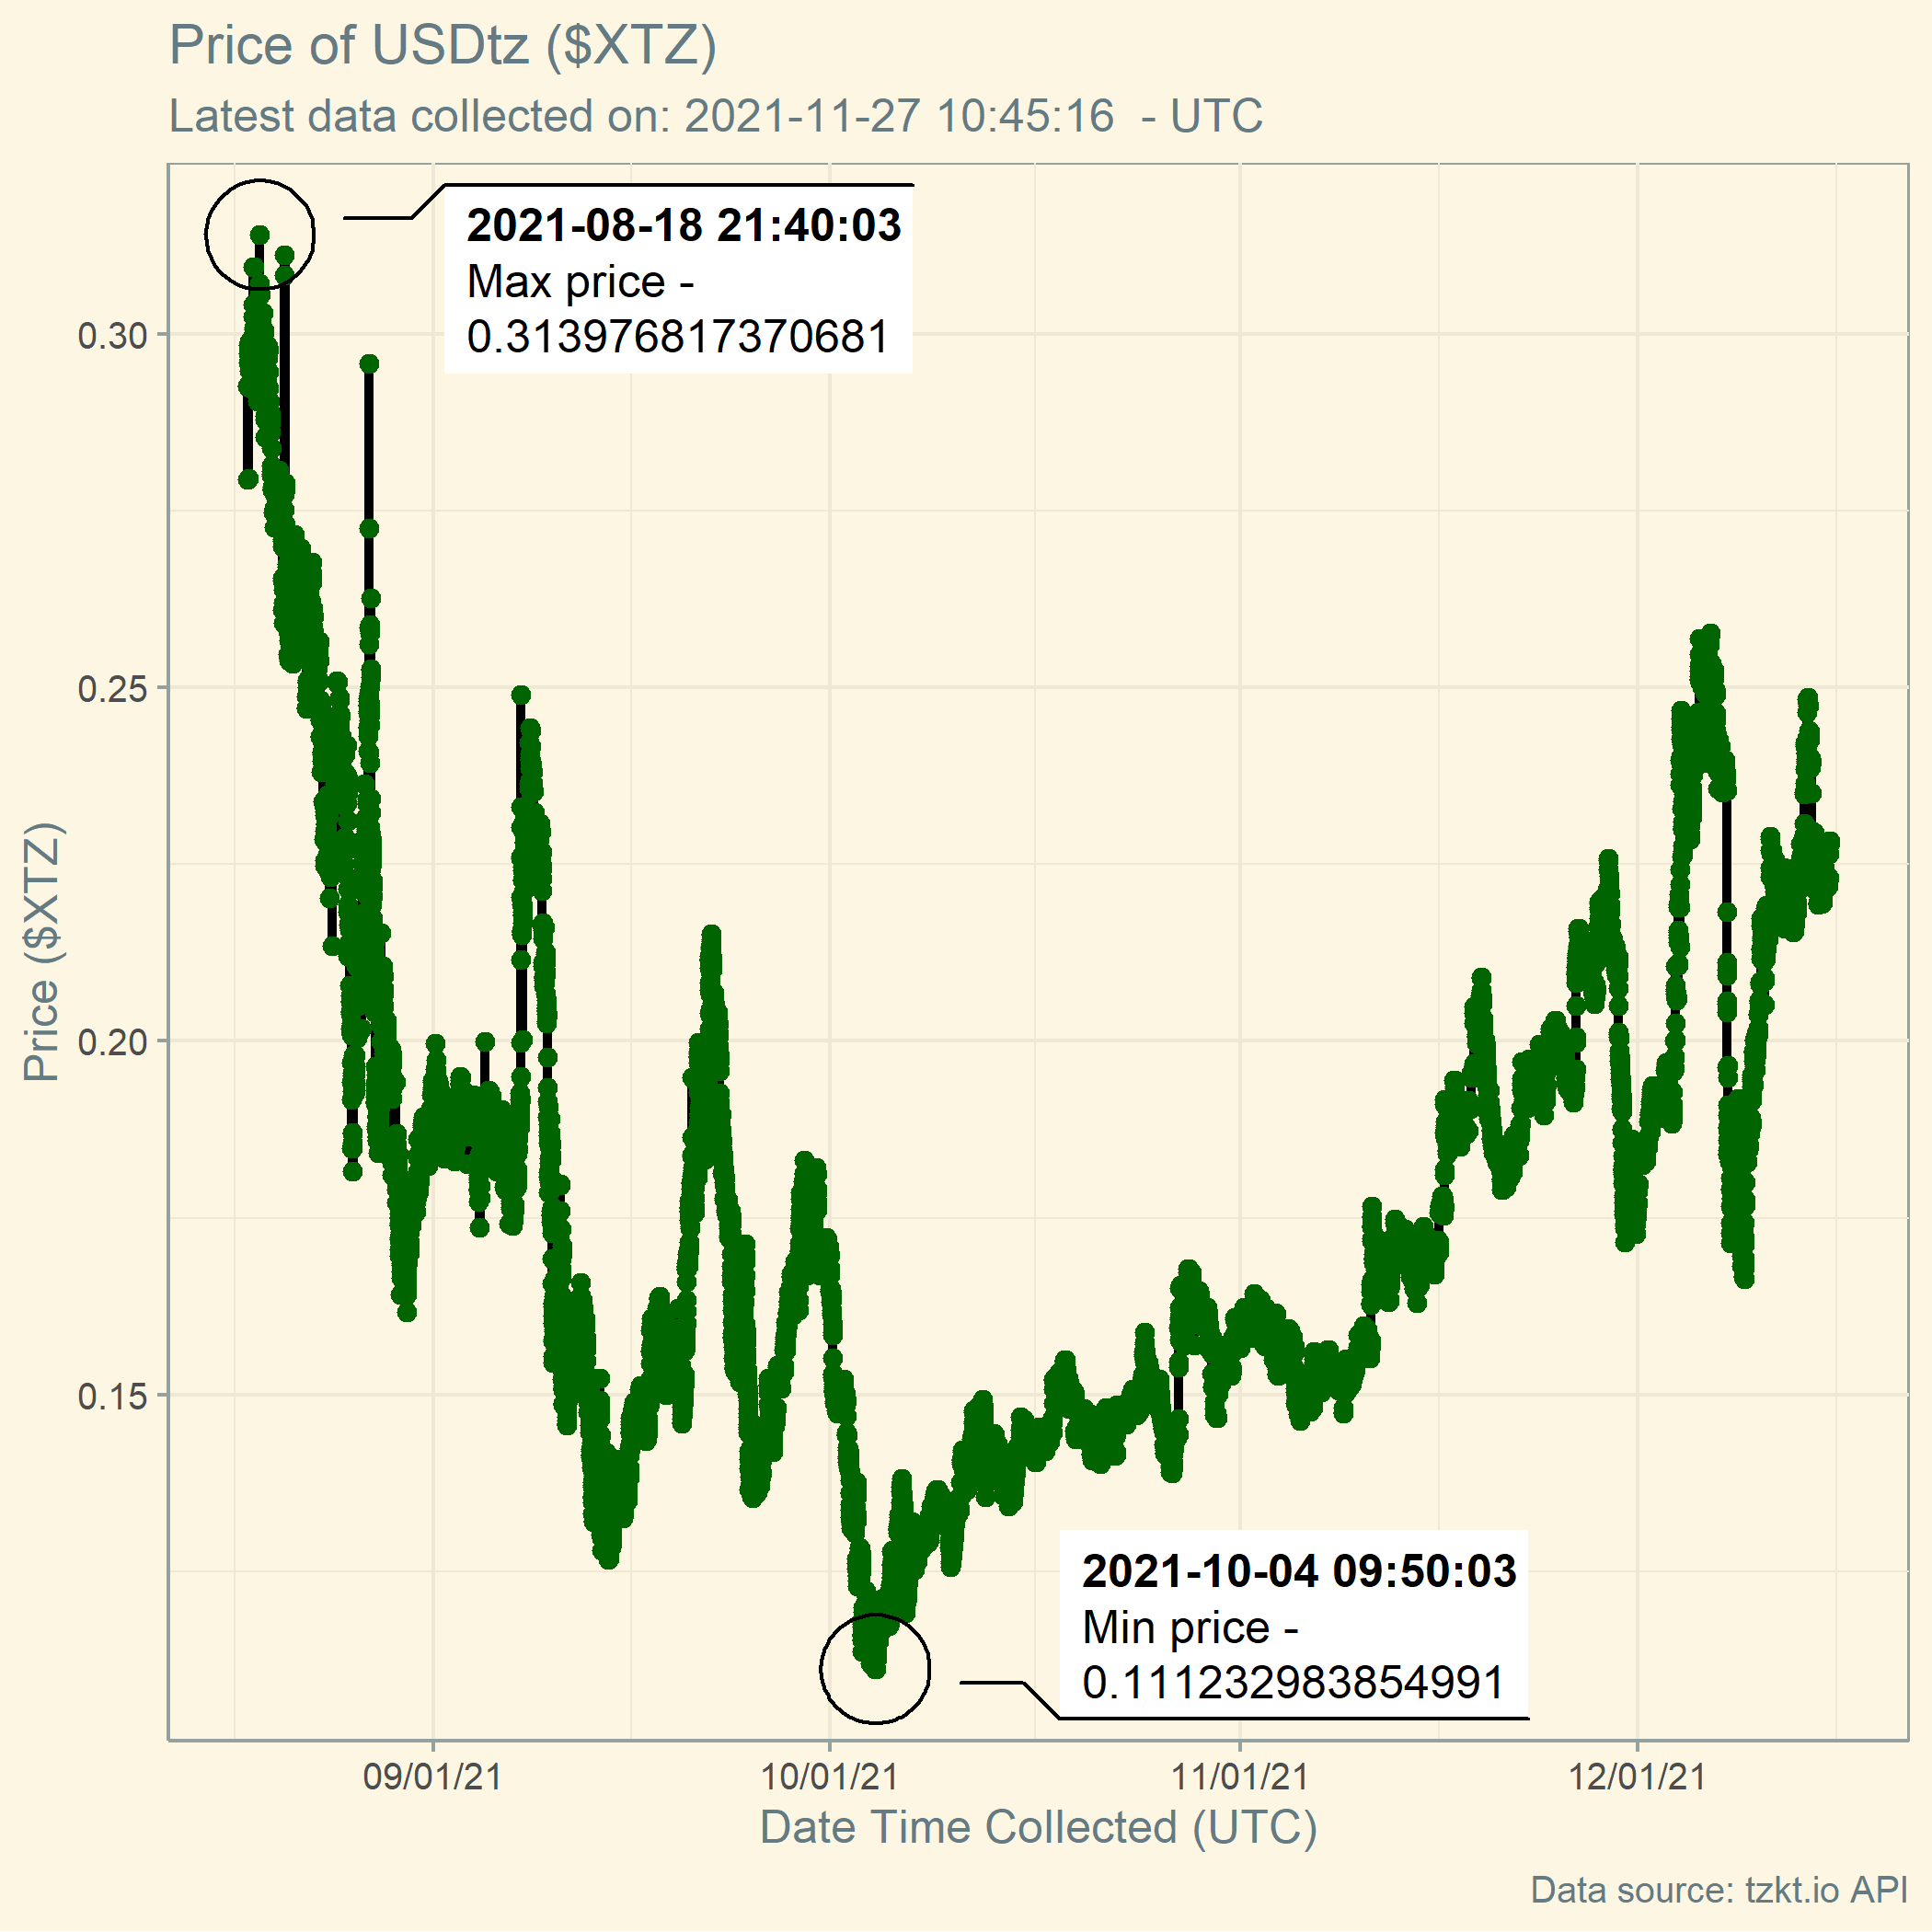 Price of USDtz ($XTZ)
Latest data collected on: 2021-11-27 10:45:16  - UTC
2021-08-18 21:40:03
Max price -
0.313976817370681
0.30
0.25
0.20
0.15
Price ($XTZ)
2021-10-04 09:50:03
Min price -
0.111232983854991
09/01/21
10/01/21
11/01/21
12/01/21
Date Time Collected (UTC)
Data source: tzkt.io API